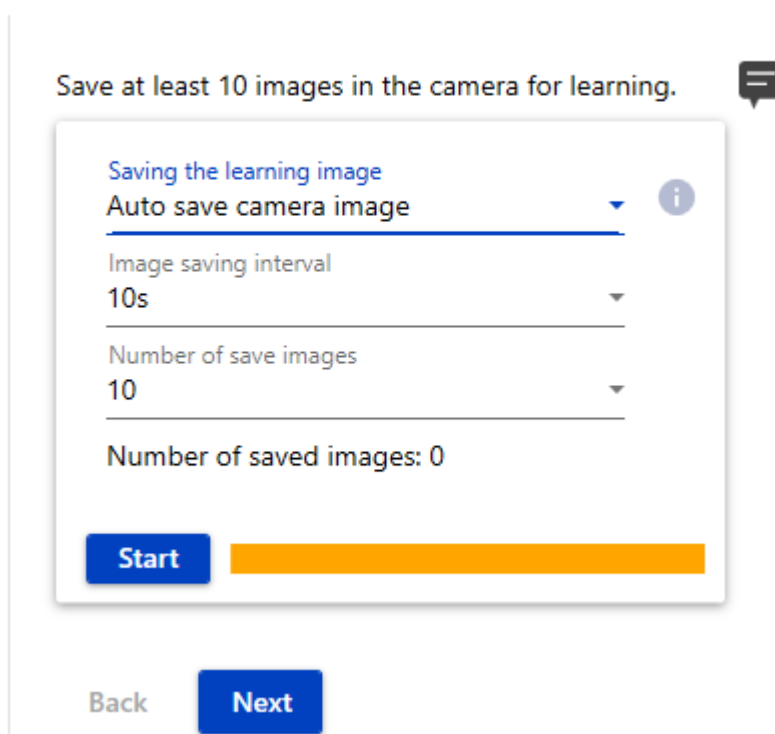 Save at least 10 images in the camera for learning.
Saving the learning image
Auto save camera image
Image saving interval
10s
Number of save images
10
Number of saved images: 0
Start
Back
Next